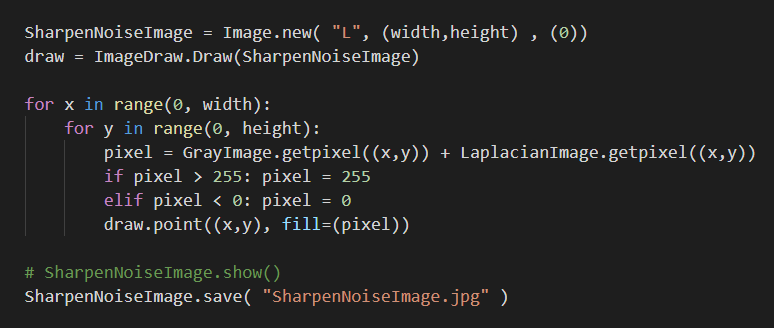 SharpenNoiseImage = Image.new( "L", (width,height) , (0))
draw = ImageDraw.Draw(SharpenNoiseImage)

for x in range(0, width):
    for y in range(0, height):
        pixel = GrayImage.getpixel((x,y)) + LaplacianImage.getpixel((x,y))
        if pixel > 255: pixel = 255
        elif pixel < 0: pixel = 0
        draw.point((x,y), fill=(pixel))

# SharpenNoiseImage.show()
SharpenNoiseImage.save( "SharpenNoiseImage.jpg" )